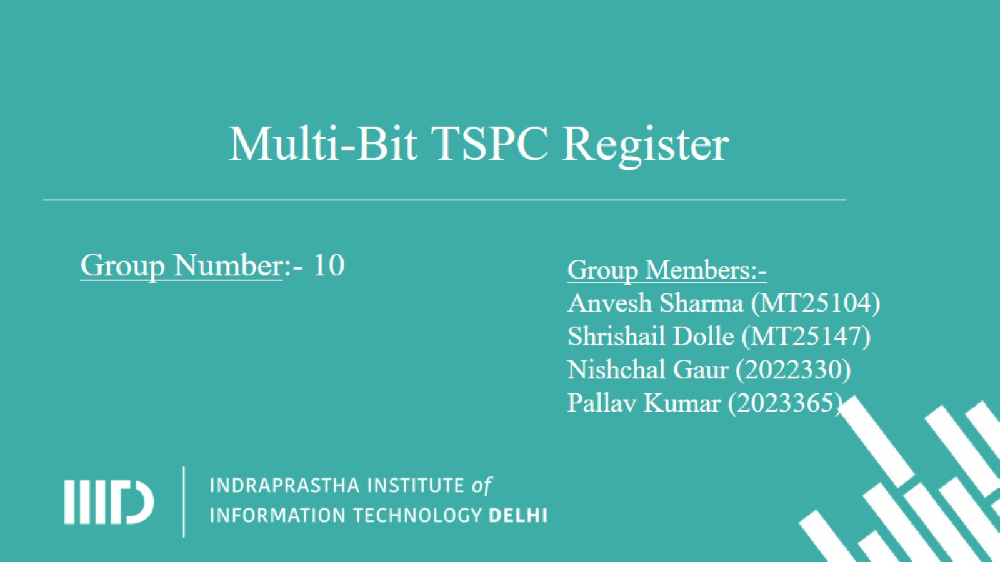 Multi-Bit TSPC Register
Group Number:- 10
Group Members:-
Anvesh Sharma (MT25104)
Shrishail Dolle (MT25147)
Nishchal Gaur (2022330)
Pallav Kumar (2023365)
IIITD
INDRAPRASTHA INSTITUTE of
INFORMATION TECHNOLOGY DELHI